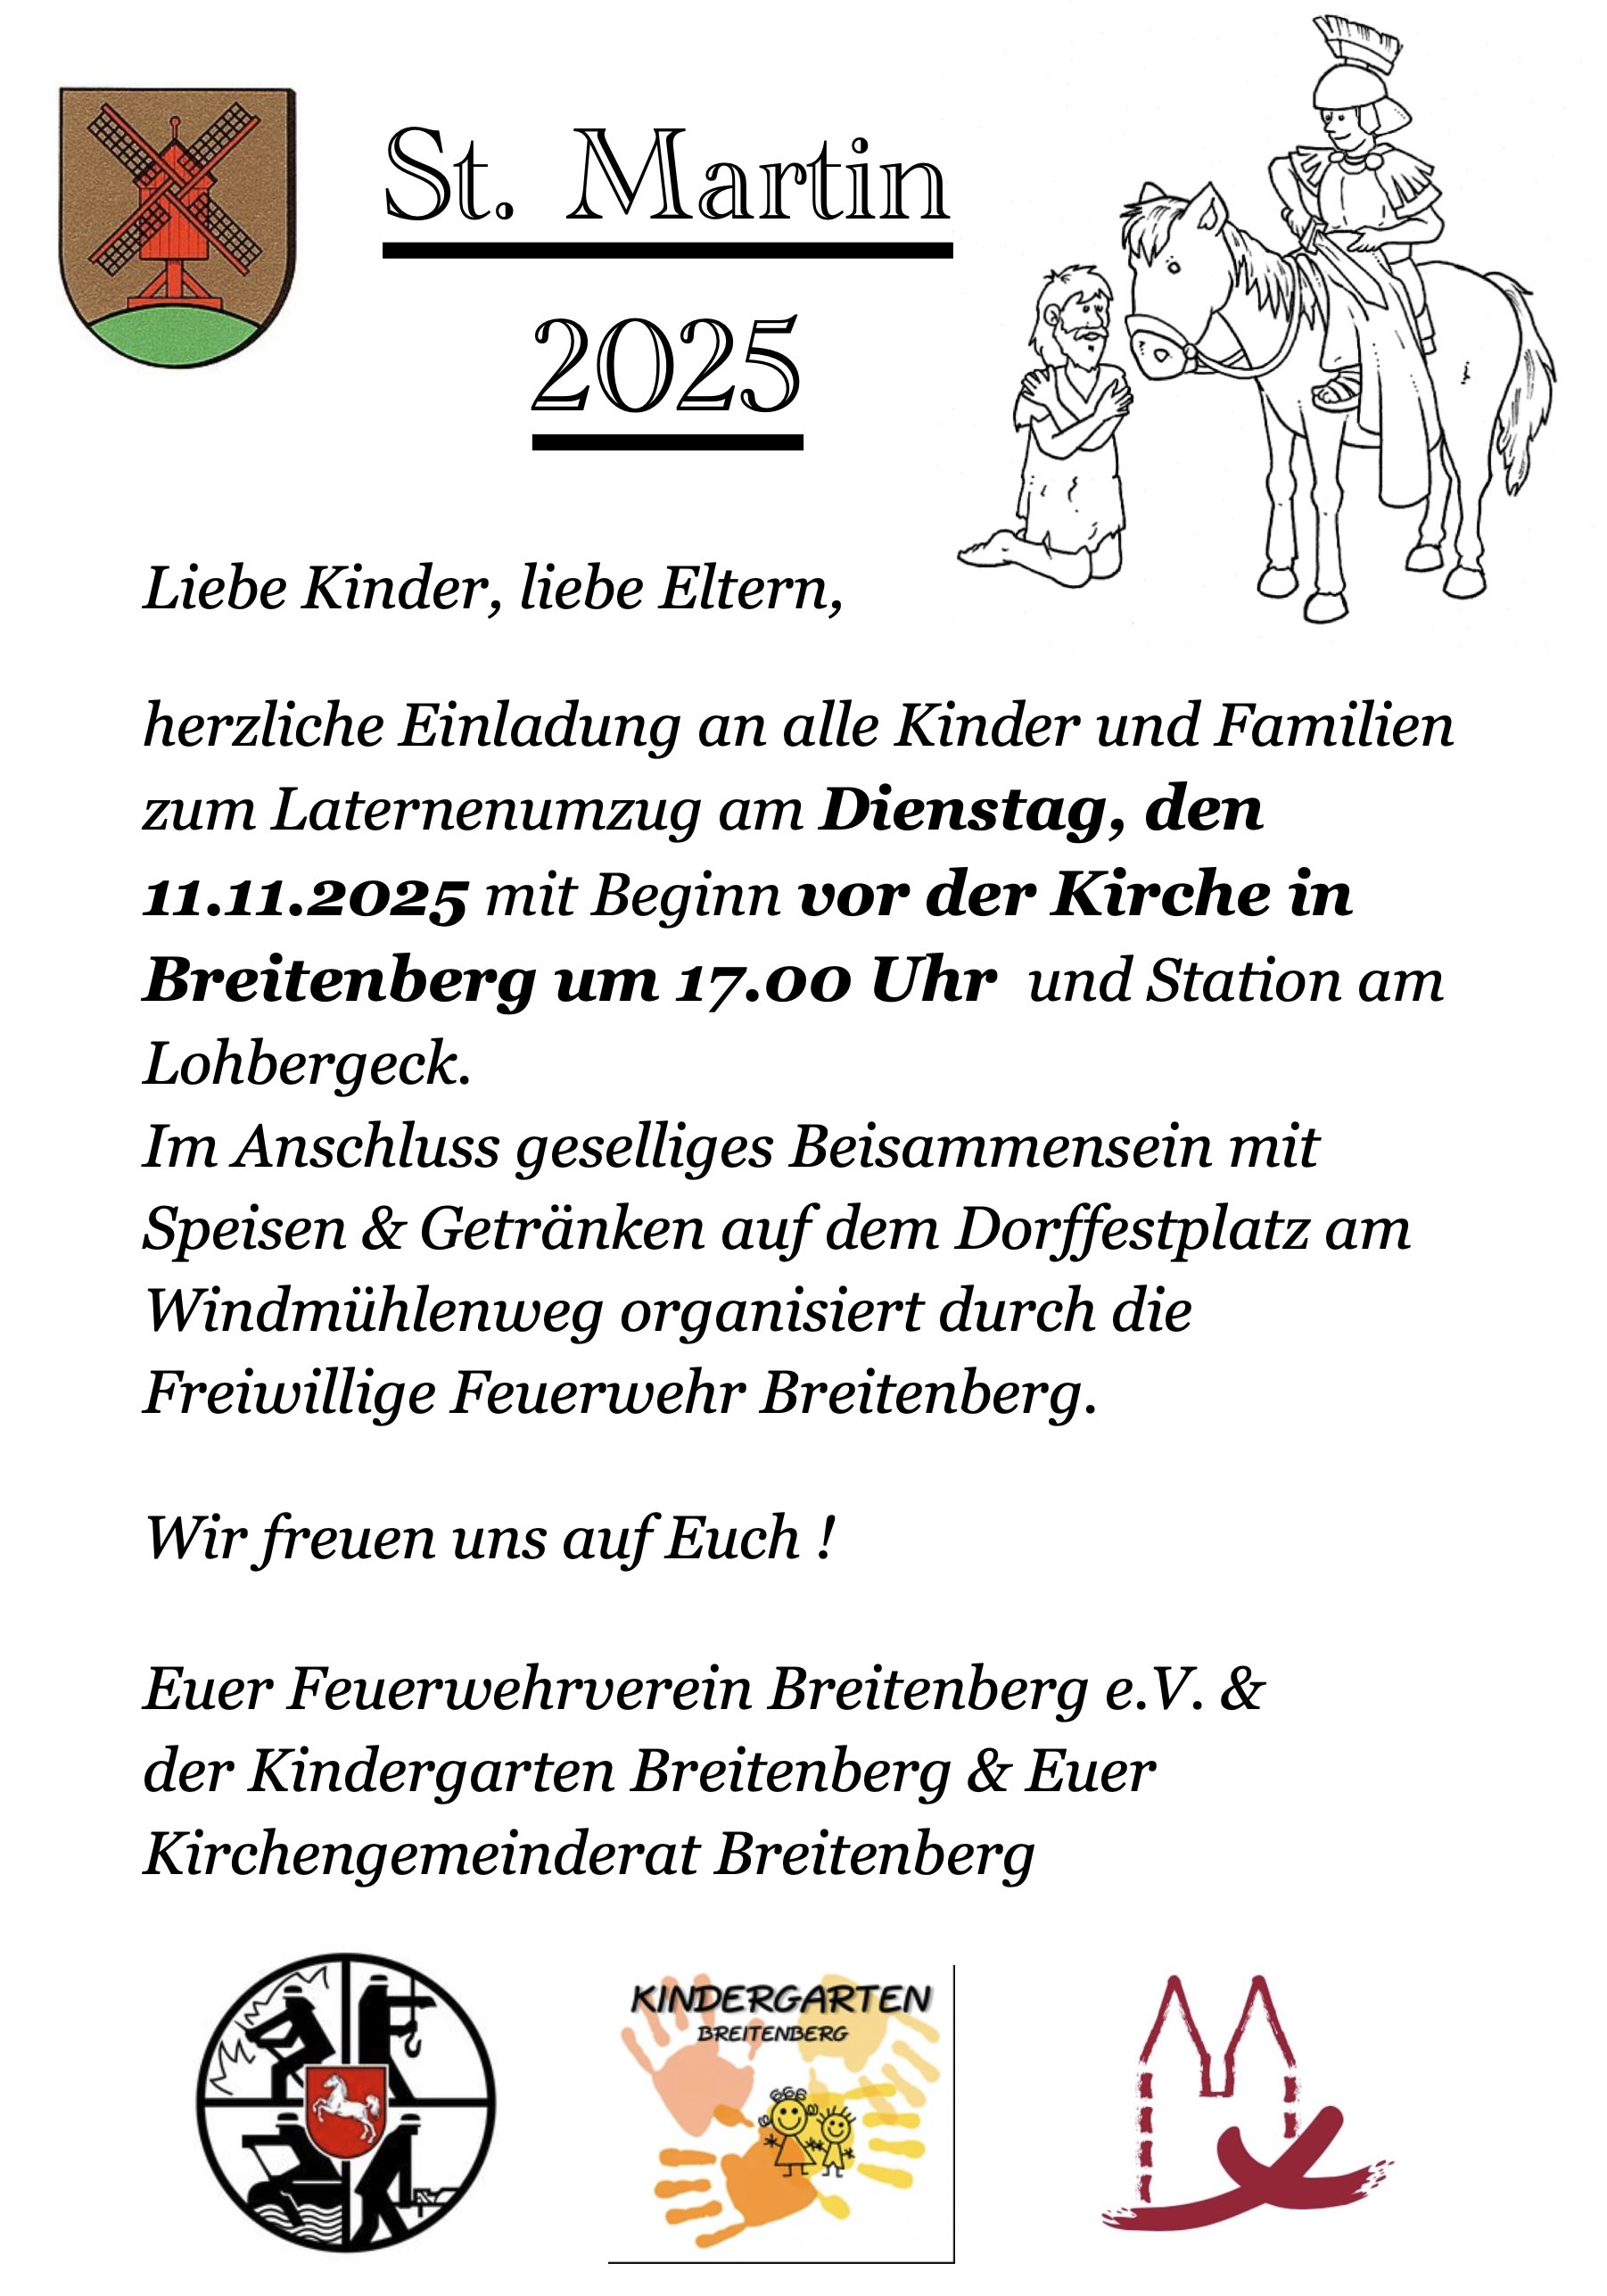 St. Martin
2025
Liebe Kinder, liebe Eltern,
herzliche Einladung an alle Kinder und Familien
zum Laternenumzug am Dienstag, den
11.11.2025 mit Beginn vor der Kirche in
Breitenberg um 17.00 Uhr und Station am
Lohbergeck.
Im Anschluss geselliges Beisammensein mit
Speisen & Getränken auf dem Dorffestplatz am
Windmühlenweg organisiert durch die
Freiwillige Feuerwehr Breitenberg.
Wir freuen uns auf Euch !
Euer Feuerwehrverein Breitenberg e.V. &
der Kindergarten Breitenberg & Euer
Kirchengemeinderat Breitenberg
KINDERGARTEN
BREITENBERG